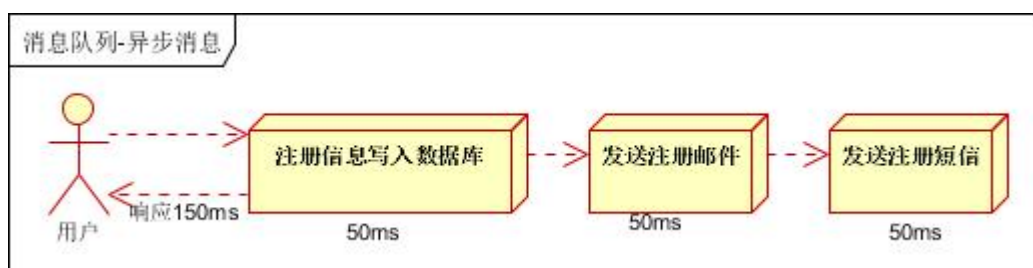 消息队列-异步消息
注册信息写入数据库
发送注册邮件
发送注册短信
响应150ms
用户
50ms
50ms
50ms